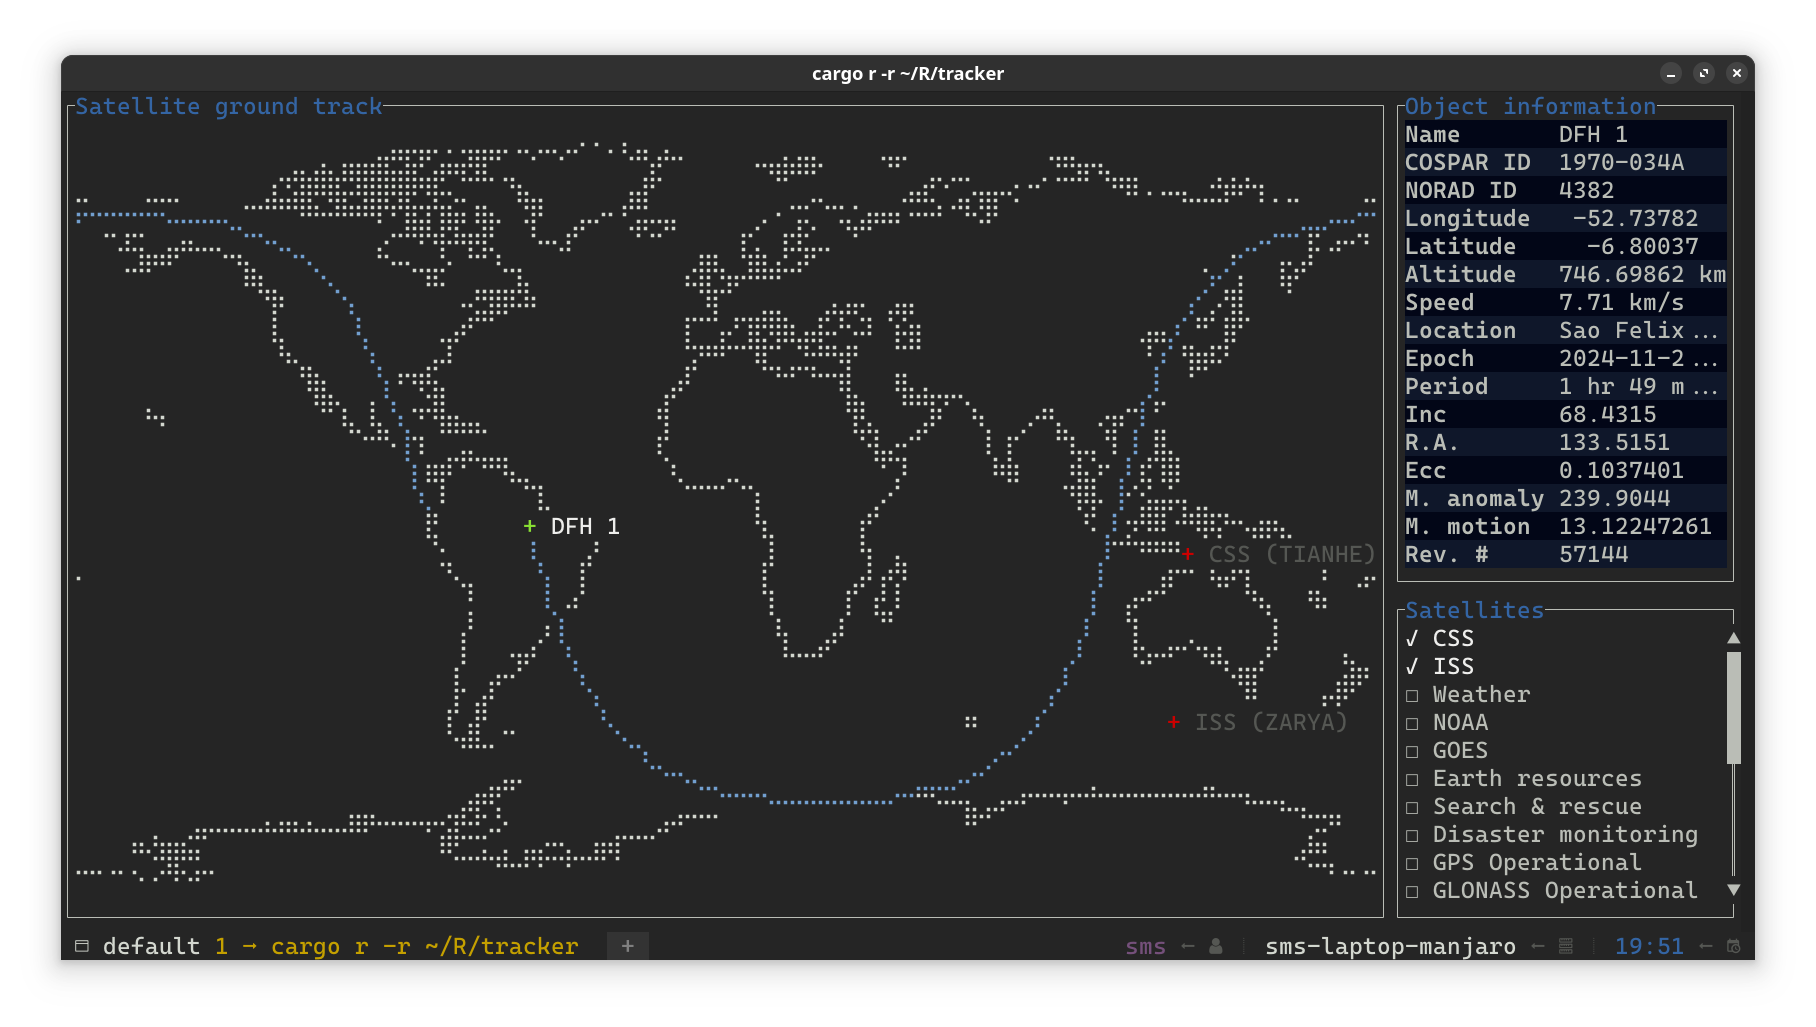 cargo r -r ~/R/tracker
Satellite ground track
DFH 1
CSS (TIANHE)
ISS (ZARYA)
Object information
Name DFH 1
COSPAR ID 1970-034A
NORAD ID 4382
Longitude -52.73782
Latitude -6.80037
Altitude 746.69862 km
Speed 7.71 km/s
Location Sao Felix ...
Epoch 2024-11-2 ...
Period 1 hr 49 m ...
Inc 68.4315
R.A. 133.5151
Ecc 0.1037401
M. anomaly 239.9044
M. motion 13.12247261
Rev. # 57144
Satellites
✓ CSS
✓ ISS
□ Weather
□ NOAA
□ GOES
□ Earth resources
□ Search & rescue
□ Disaster monitoring
□ GPS Operational
□ GLONASS Operational
default 1 → cargo r -r ~/R/tracker + sms ← sms-laptop-manjaro ← 19:51 ←